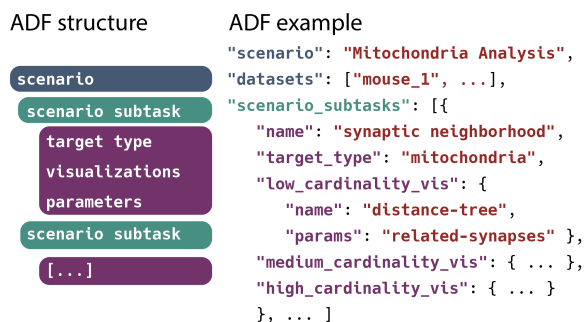 ADF structure
scenario
scenario subtask
target type
visualizations
parameters
scenario subtask
[...]
ADF example
"scenario": "Mitochondria Analysis",
"datasets": ["mouse_1", ...],
"scenario_subtasks": [{
"name": "synaptic neighborhood",
"target_type": "mitochondria",
"low_cardinality_vis": {
"name": "distance-tree",
"params": "related-synapses" },
"medium_cardinality_vis": { ... },
"high_cardinality_vis": { ... }
}, ... ]